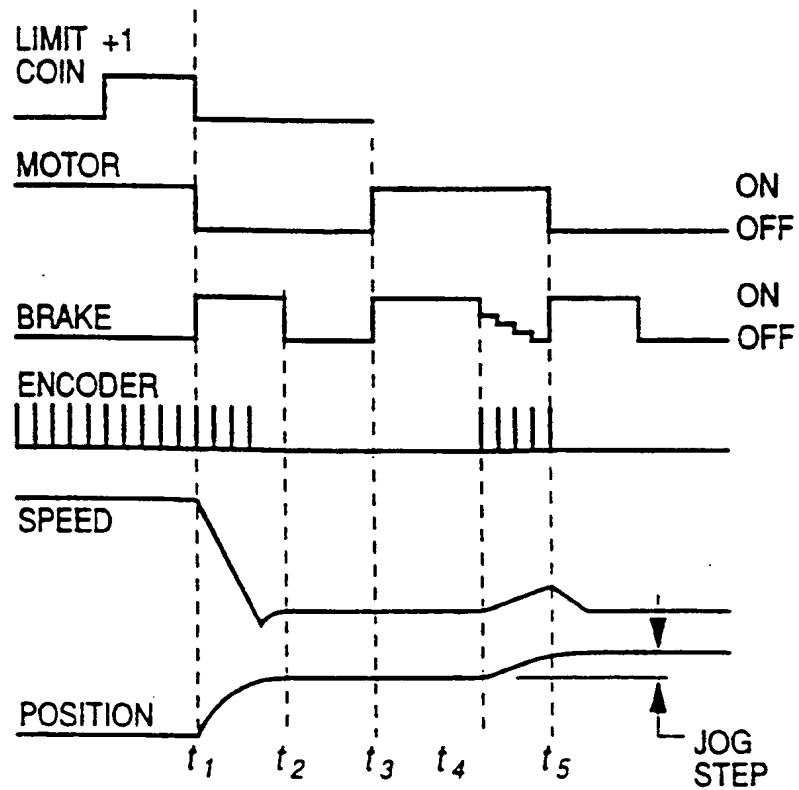 LIMIT +1
COIN
MOTOR
ON
OFF
BRAKE
ON
OFF
ENCODER
SPEED
POSITION
t1 t2 t3 t4 t5
JOG
STEP